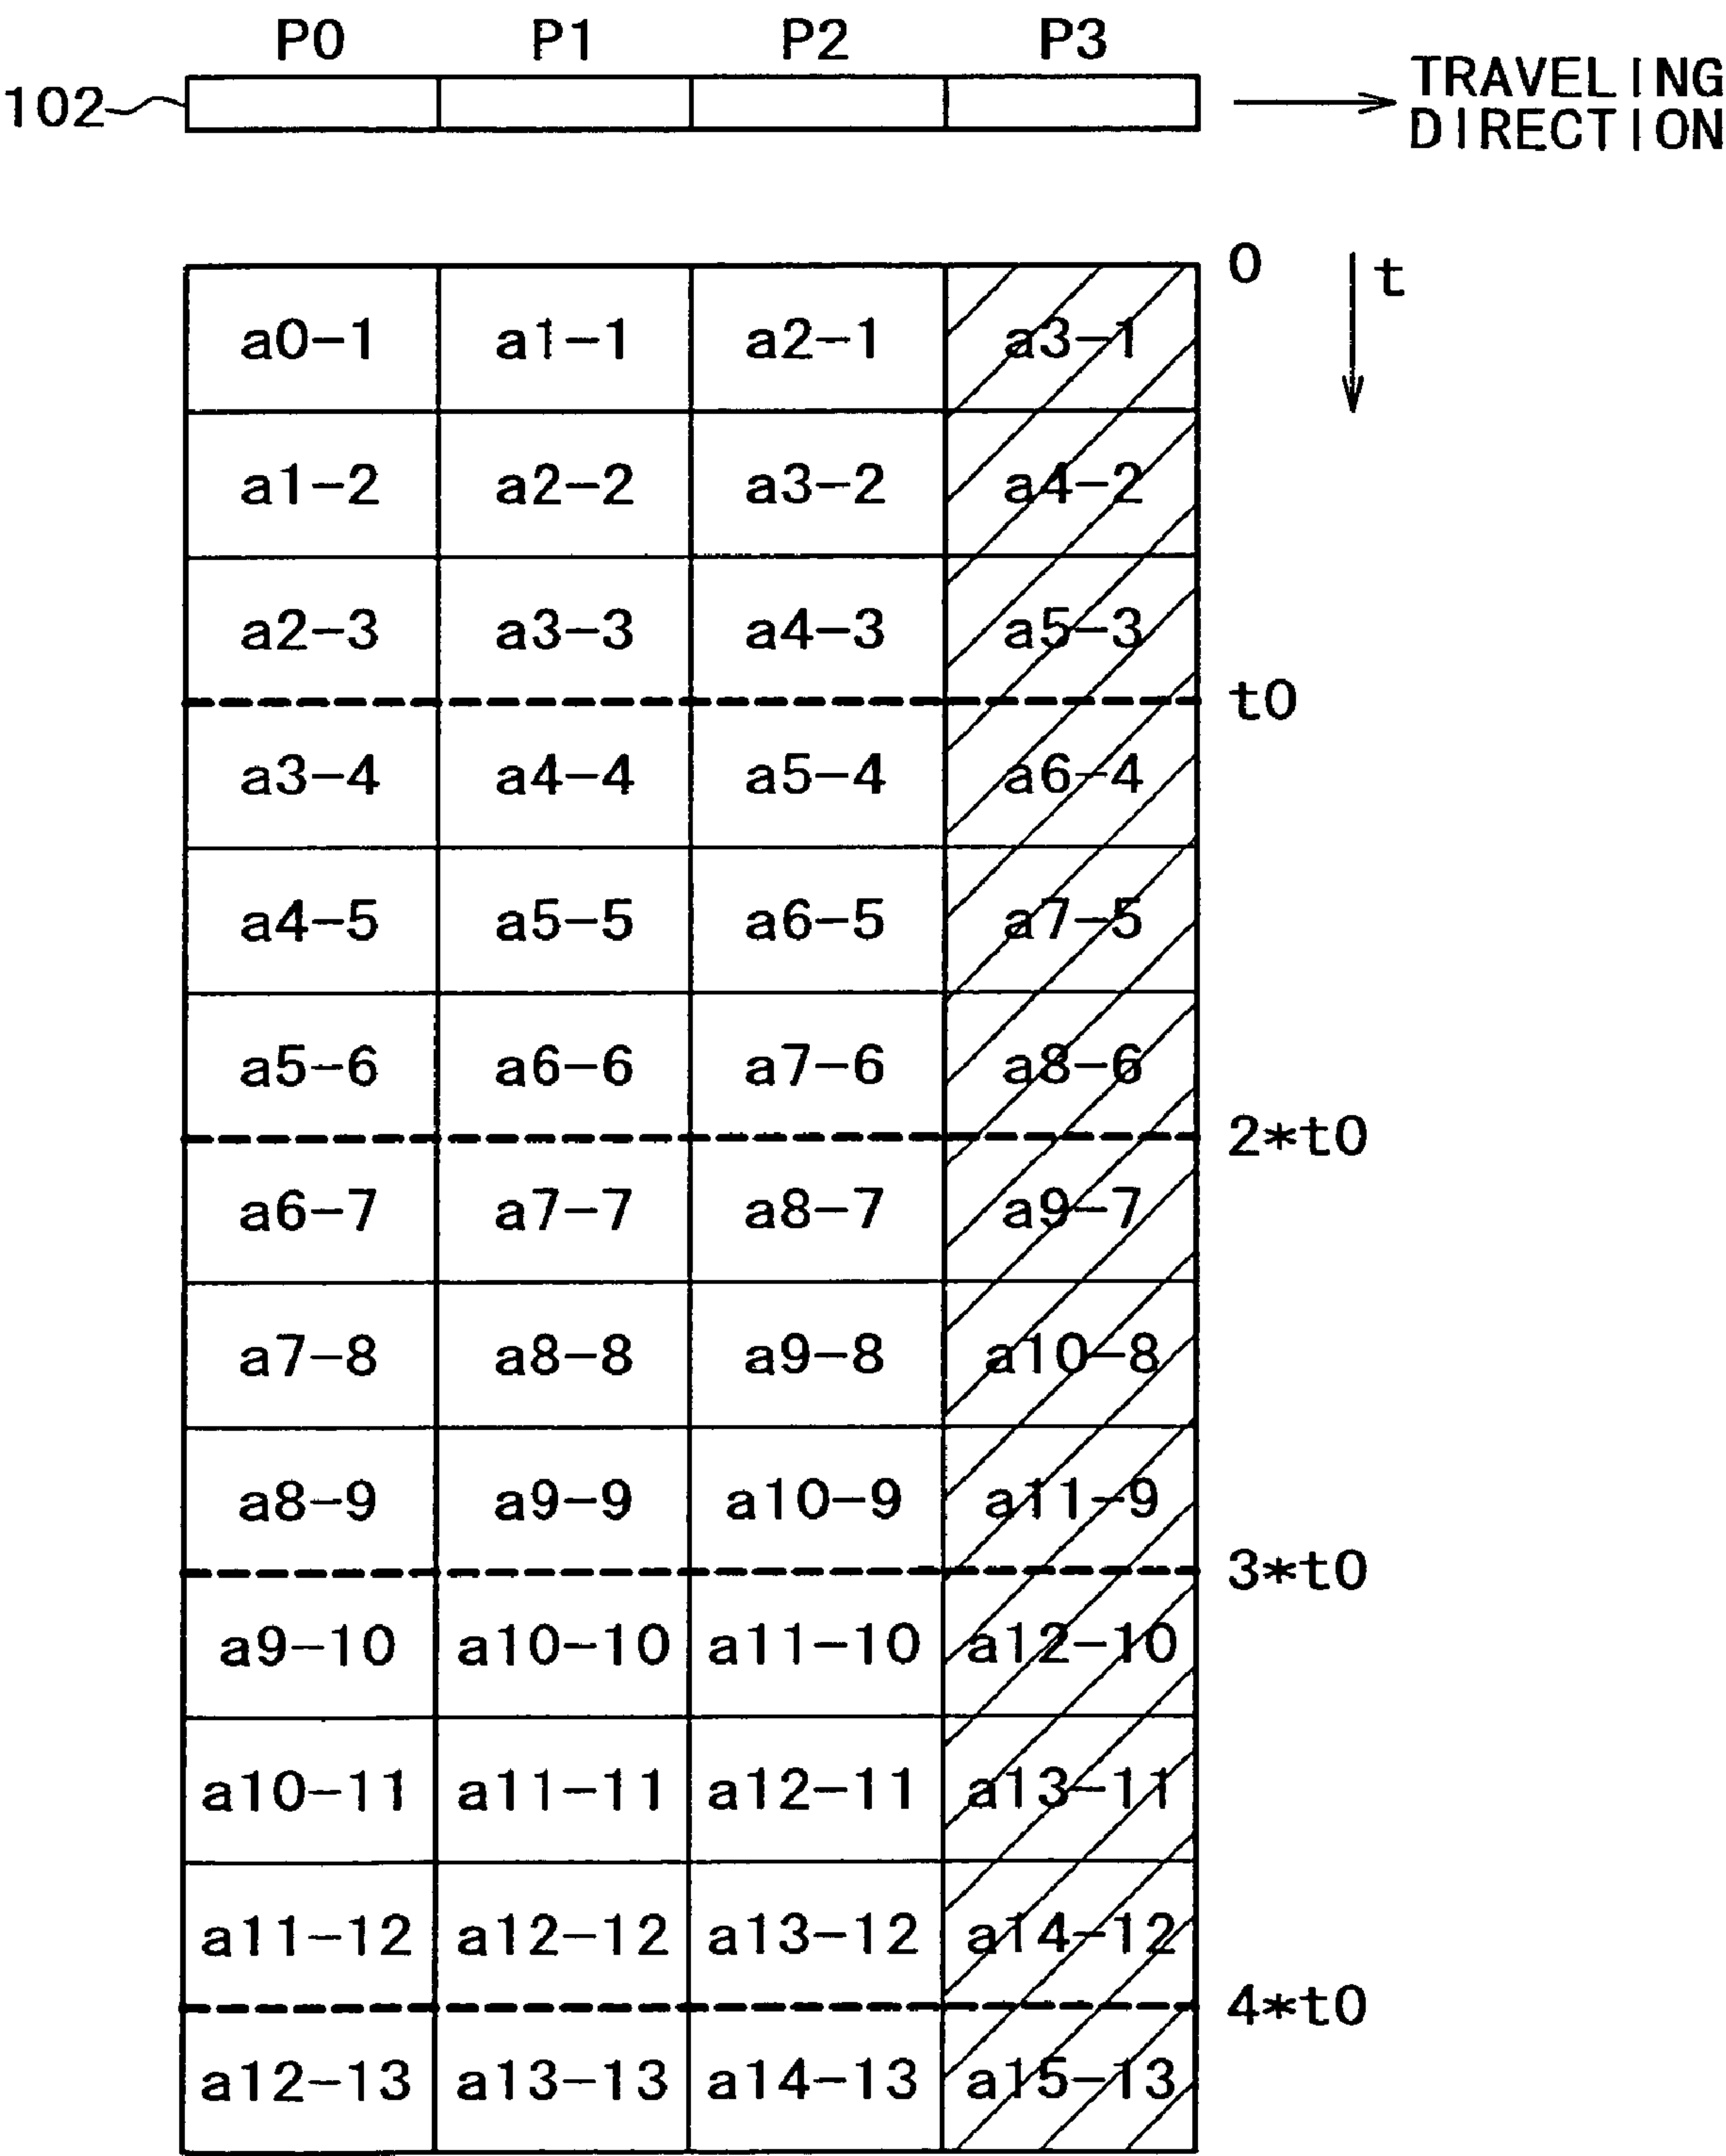 P0 P1 P2 P3
102
TRAVELING
DIRECTION
0
t
a0-1 a1-1 a2-1 a3-1
a1-2 a2-2 a3-2 a4-2
a2-3 a3-3 a4-3 a5-3
t0
a3-4 a4-4 a5-4 a6-4
a4-5 a5-5 a6-5 a7-5
a5-6 a6-6 a7-6 a8-6
2*t0
a6-7 a7-7 a8-7 a9-7
a7-8 a8-8 a9-8 a10-8
a8-9 a9-9 a10-9 a11-9
3*t0
a9-10 a10-10 a11-10 a12-10
a10-11 a11-11 a12-11 a13-11
a11-12 a12-12 a13-12 a14-12
4*t0
a12-13 a13-13 a14-13 a15-13